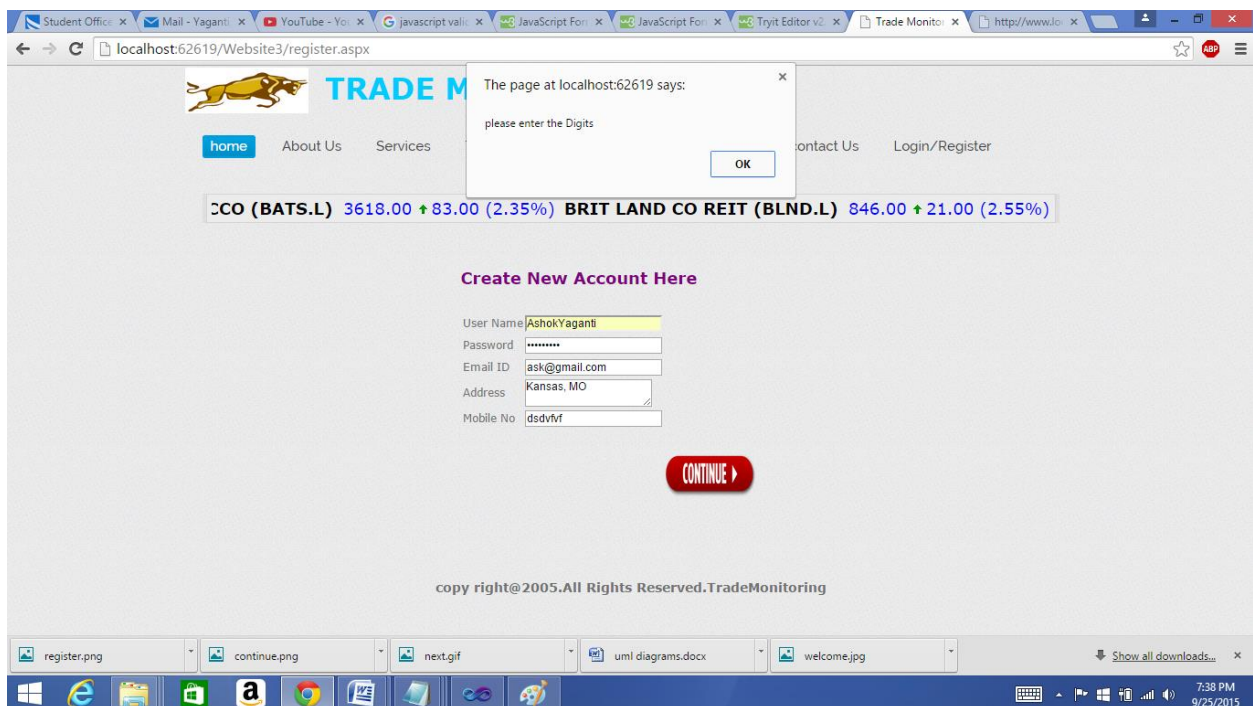 Student Office
Mail - Yaganti
YouTube - Yo
javascript valic
JavaScript For
JavaScript For
Tryit Editor v2.
Trade Monitor
http://www.lo
localhost:62619/Website3/register.aspx
ABP
TRADE M
The page at localhost:62619 says:
please enter the Digits
OK
home About Us Services ontact Us Login/Register
CCO (BATS.L) 3618.00 83.00 (2.35%) BRIT LAND CO REIT (BLND.L) 846.00 21.00 (2.55%)
Create New Account Here
User Name AshokYaganti
Password •••••••••
Email ID ask@gmail.com
Address Kansas, MO
Mobile No dsdvfvf
CONTINUE
copy right@2005.All Rights Reserved.TradeMonitoring
register.png
continue.png
next.gif
uml diagrams.docx
welcome.jpg
Show all downloads...
7:38 PM
9/25/2015